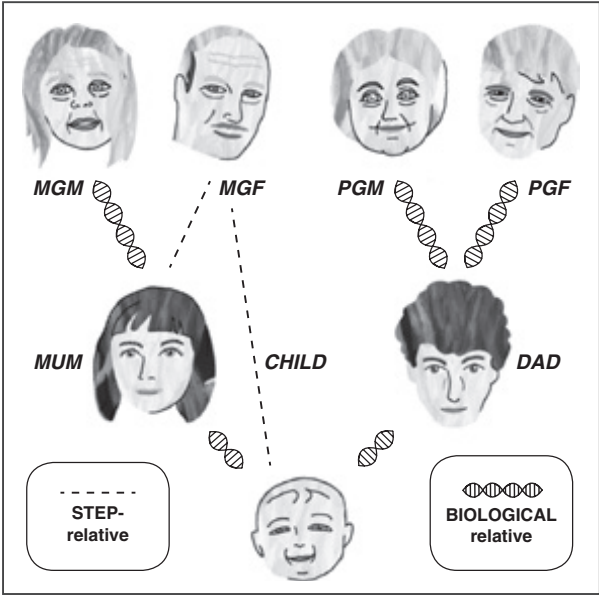 MGM
MGF
PGM
PGF
MUM
CHILD
DAD
STEP-
relative
BIOLOGICAL
relative